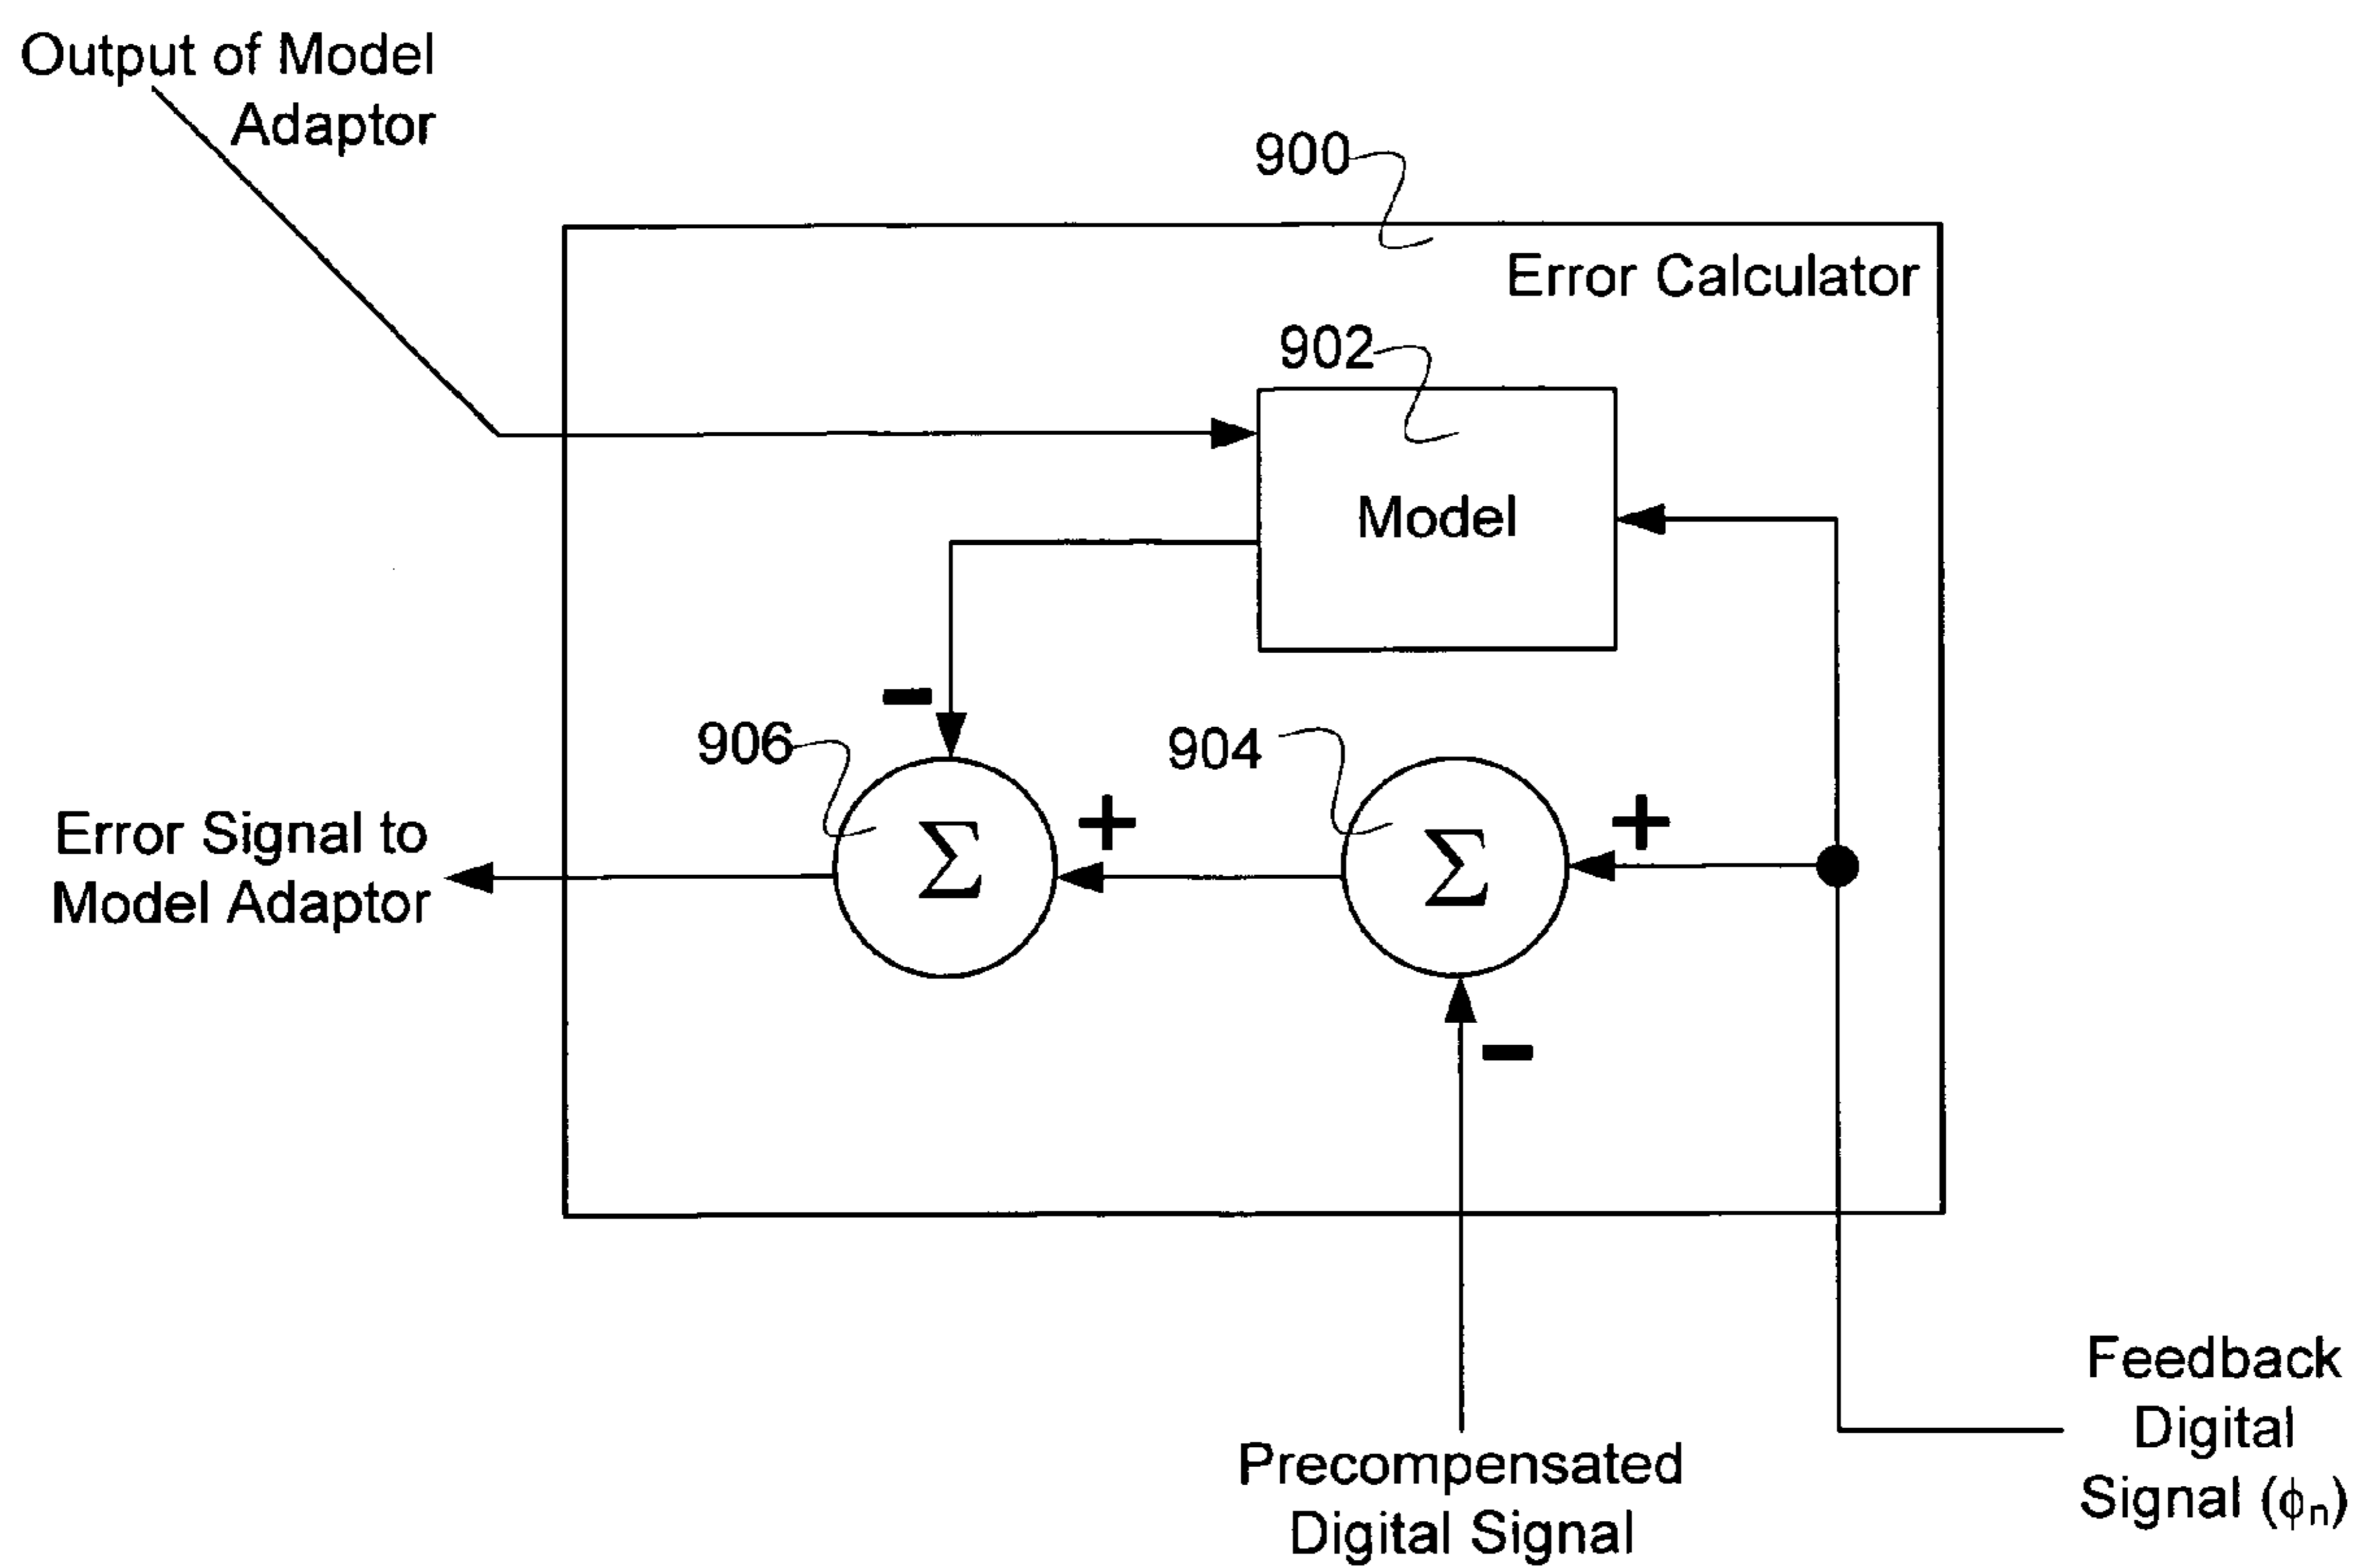 Output of Model
Adaptor
900
Error Calculator
902
Model
−
906
904
+
+
Σ
Σ
Error Signal to
Model Adaptor
−
Precompensated
Digital Signal
Feedback
Digital
Signal (ϕn)